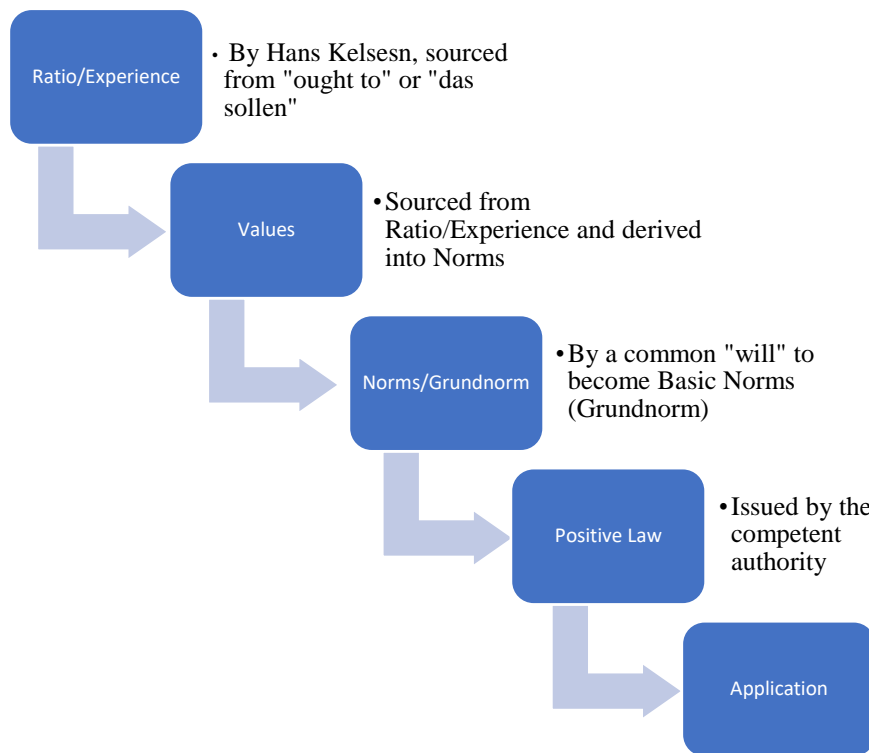 Ratio/Experience
· By Hans Kelsesn, sourced
from "ought to" or "das
sollen"
Values
•Sourced from
Ratio/Experience and derived
into Norms
Norms/Grundnorm
•By a common "will" to
become Basic Norms
(Grundnorm)
Positive Law
•Issued by the
competent
authority
Application